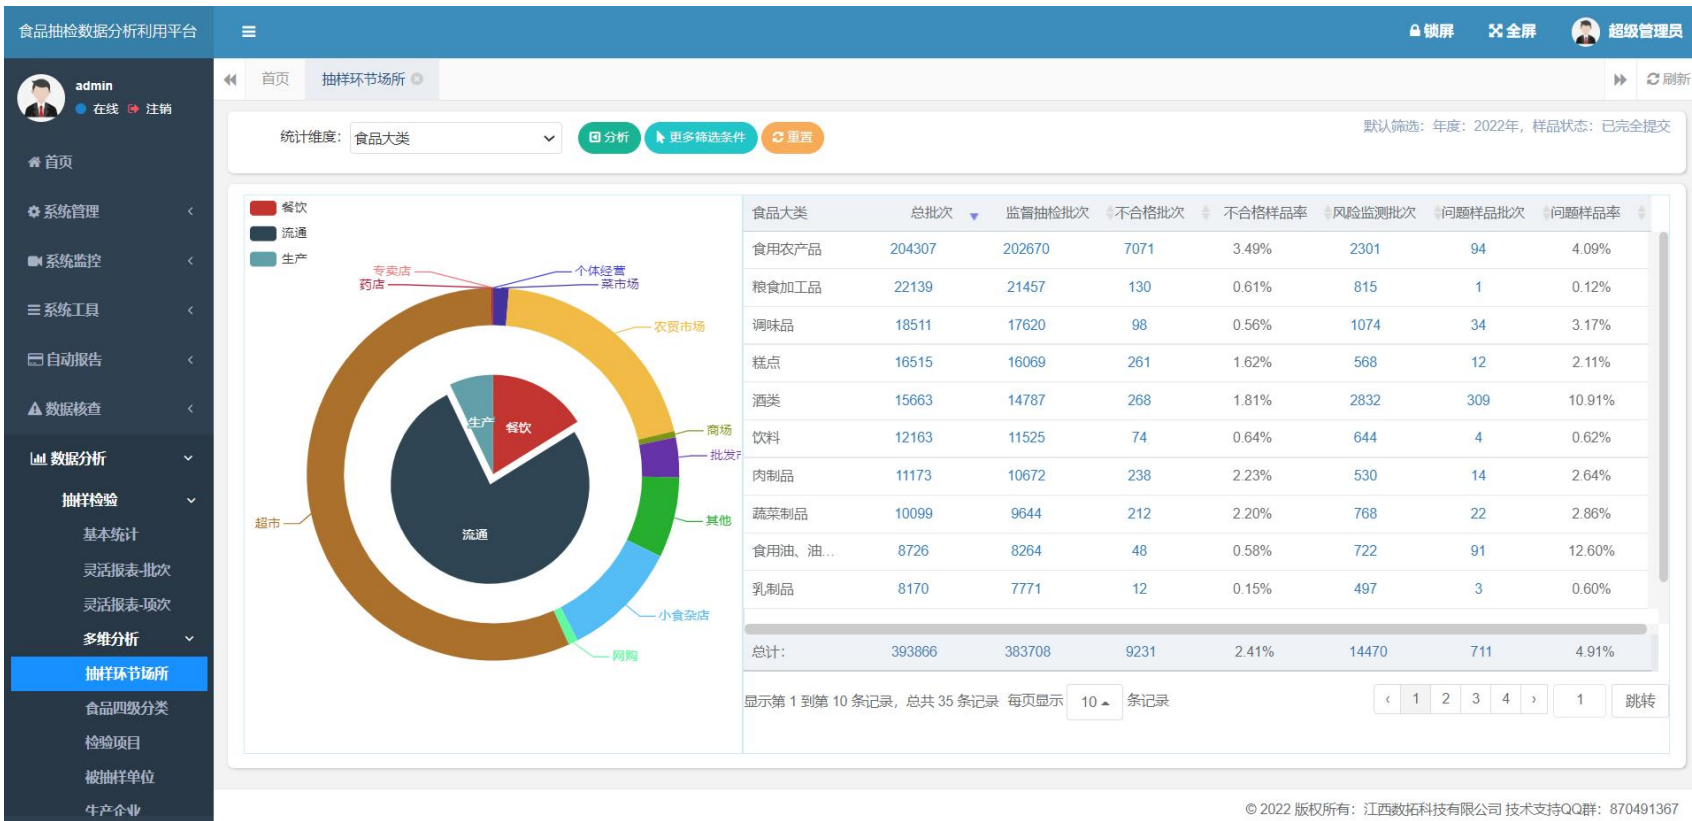 食品抽检数据分析利用平台
锁屏 全屏 超级管理员
admin
在线 注销
首页 抽样环节场所
刷新
统计维度： 食品大类 分析 更多筛选条件 重置
默认筛选：年度：2022年，样品状态：已完全提交
首页
系统管理
系统监控
系统工具
自动报告
数据核查
数据分析
抽样检验
基本统计
灵活报表-批次
灵活报表-项次
多维分析
抽样环节场所
食品四级分类
检验项目
被抽样单位
生产企业
餐饮
流通
生产
专卖店
药店
个体经营
菜市场
农贸市场
商场
其他
小食杂店
网购
超市
生产
餐饮
流通
食品大类 总批次 监督抽检批次 不合格批次 不合格样品率 风险监测批次 问题样品批次 问题样品率
食用农产品 204307 202670 7071 3.49% 2301 94 4.09%
粮食加工品 22139 21457 130 0.61% 815 1 0.12%
调味品 18511 17620 98 0.56% 1074 34 3.17%
糕点 16515 16069 261 1.62% 568 12 2.11%
酒类 15663 14787 268 1.81% 2832 309 10.91%
饮料 12163 11525 74 0.64% 644 4 0.62%
肉制品 11173 10672 238 2.23% 530 14 2.64%
蔬菜制品 10099 9644 212 2.20% 768 22 2.86%
食用油、油... 8726 8264 48 0.58% 722 91 12.60%
乳制品 8170 7771 12 0.15% 497 3 0.60%
总计： 393866 383708 9231 2.41% 14470 711 4.91%
显示第 1 到第 10 条记录，总共 35 条记录 每页显示 10 条记录
‹ 1 2 3 4 › 1 跳转
© 2022 版权所有：江西数拓科技有限公司 技术支持QQ群：870491367